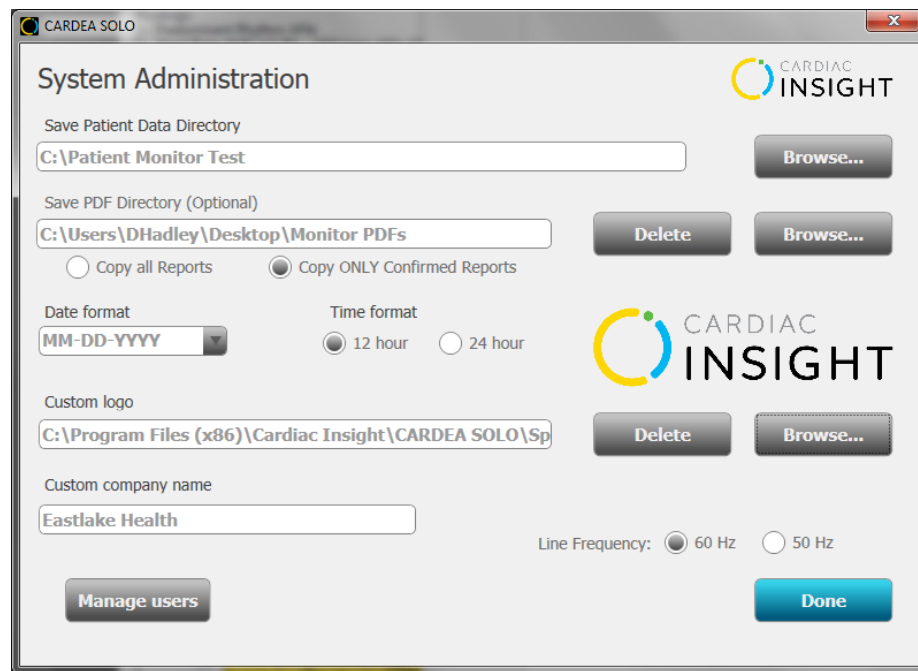 CARDEA SOLO
System Administration
CARDIAC
INSIGHT
Save Patient Data Directory
C:\Patient Monitor Test
Browse...
Save PDF Directory (Optional)
C:\Users\DHadley\Desktop\Monitor PDFs
Delete
Browse...
Copy all Reports
Copy ONLY Confirmed Reports
Date format
Time format
MM-DD-YYYY
12 hour
24 hour
CARDIAC
INSIGHT
Custom logo
C:\Program Files (x86)\Cardiac Insight\CARDEA SOLO\Sp
Delete
Browse...
Custom company name
Eastlake Health
Line Frequency:
60 Hz
50 Hz
Manage users
Done